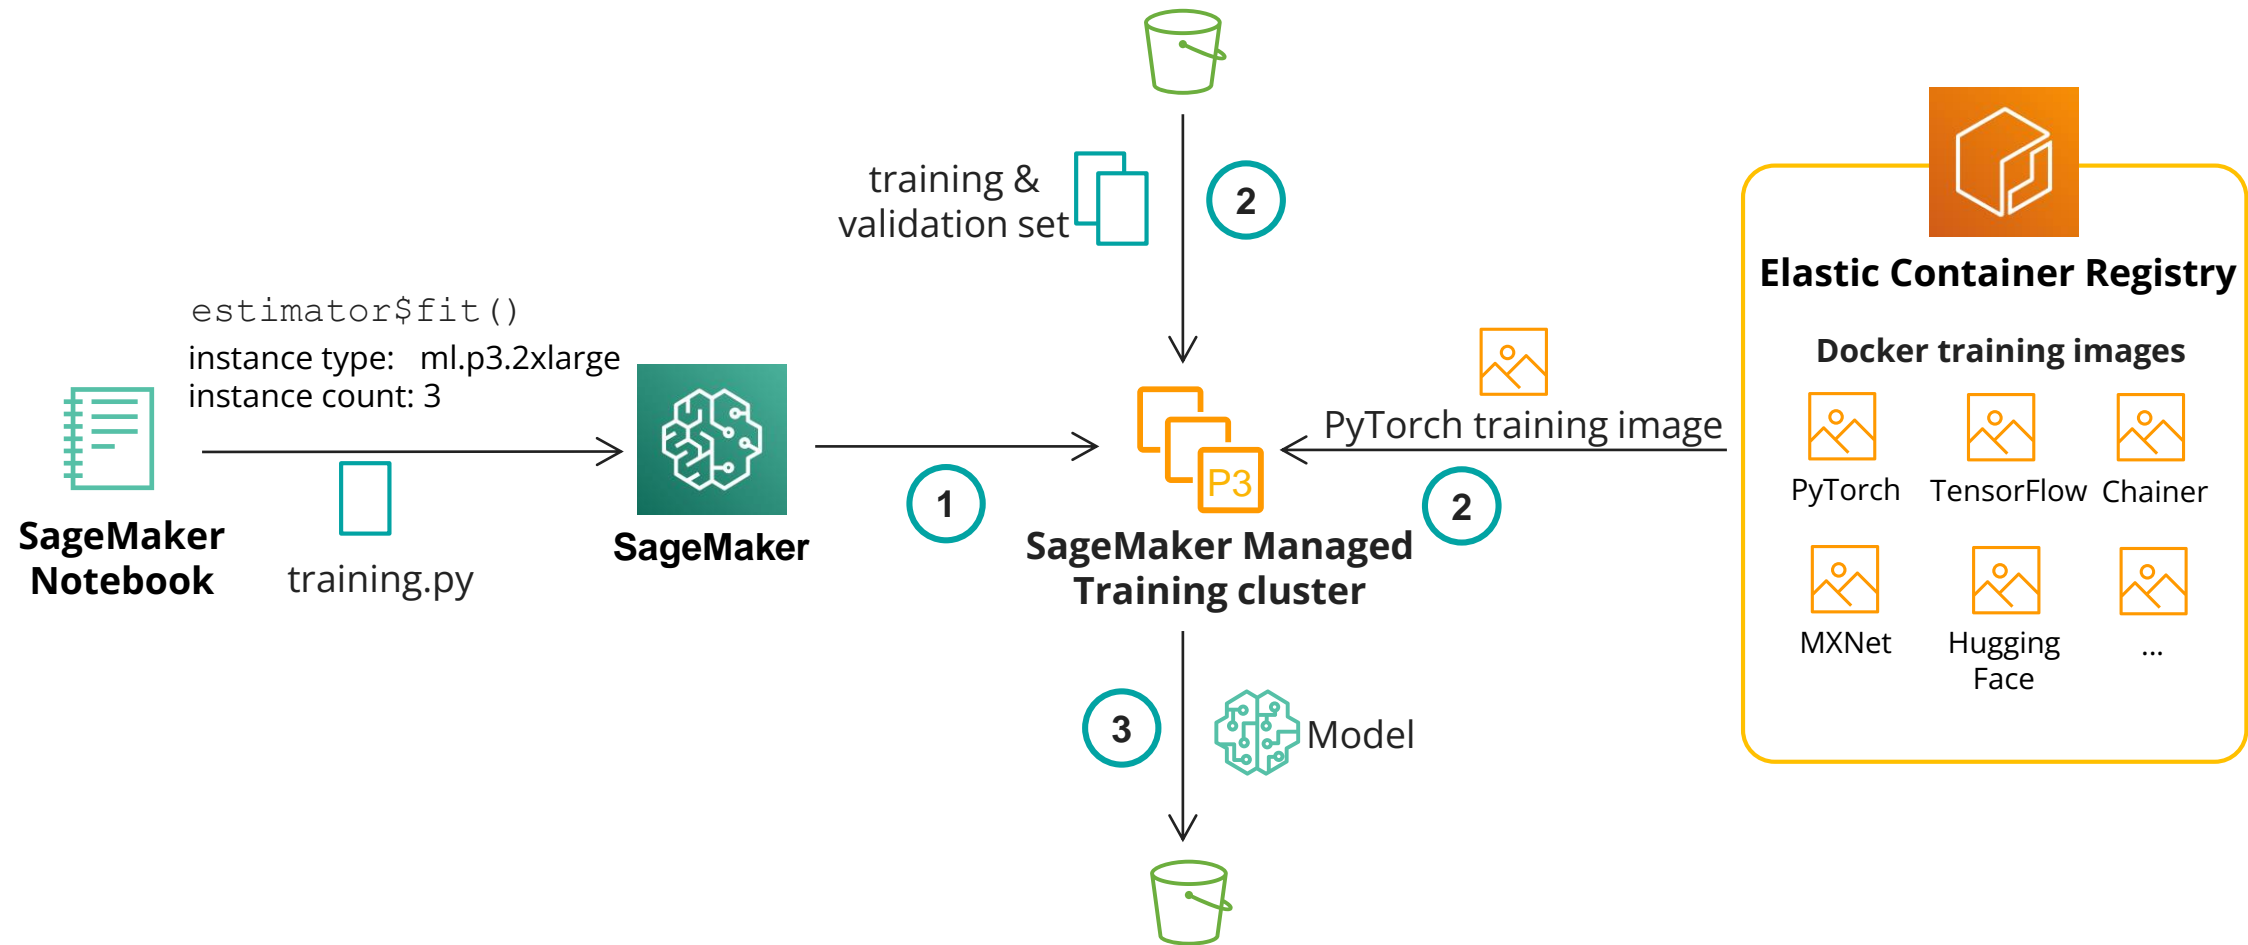 training &
validation set
2
Elastic Container Registry
estimator$fit()
instance type: ml.p3.2xlarge
instance count: 3
Docker training images
PyTorch training image
P3
PyTorch TensorFlow Chainer
1
2
SageMaker
Notebook
training.py
SageMaker
SageMaker Managed
Training cluster
MXNet Hugging
Face
...
3
Model